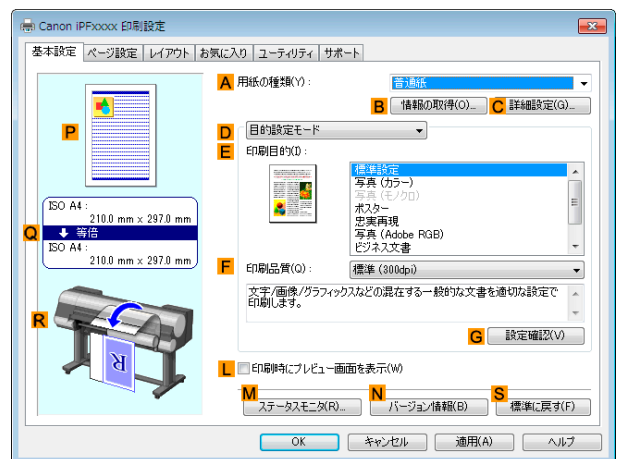 Canon iPFxxxx 印刷設定
基本設定 ページ設定 レイアウト お気に入り ユーティリティ サポート
A 用紙の種類(Y): 普通紙
B 情報の取得(O)... C 詳細設定(G)...
P
D 目的設定モード
E 印刷目的(I):
標準設定
写真 (カラー)
写真 (モノクロ)
ポスター
忠実再現
写真 (Adobe RGB)
ビジネス文書
ISO A4 :
210.0 mm × 297.0 mm
Q 等倍
ISO A4 :
210.0 mm × 297.0 mm
F 印刷品質(Q): 標準 (300dpi)
文字/画像/グラフィックスなどの混在する一般的な文書を適切な設定で
印刷します。
R
R
G 設定確認(V)
L 印刷時にプレビュー画面を表示(W)
M ステータスモニタ(R)... N バージョン情報(B) S 標準に戻す(F)
OK キャンセル 適用(A) ヘルプ